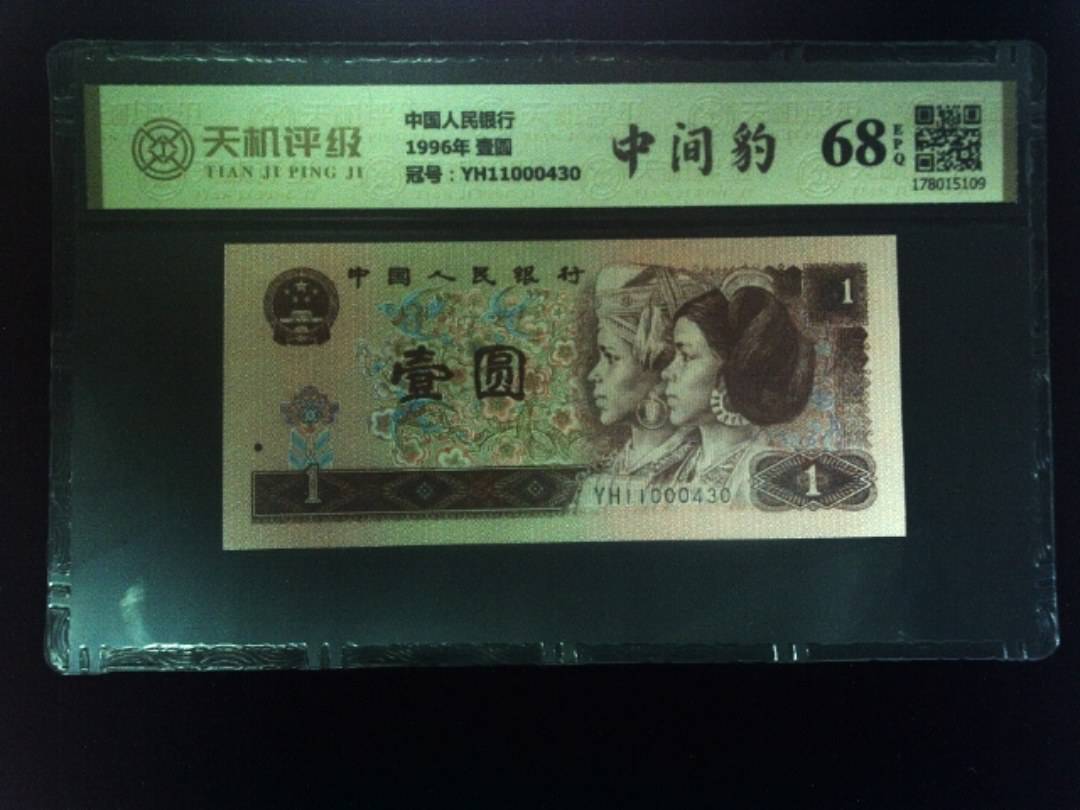 天机评级
TIAN JI PING JI
中国人民银行
1996年 壹圆
冠号：YH11000430
中间豹
68
EPQ
178015109
中国人民银行
1
壹圆
1
YH11000430
1